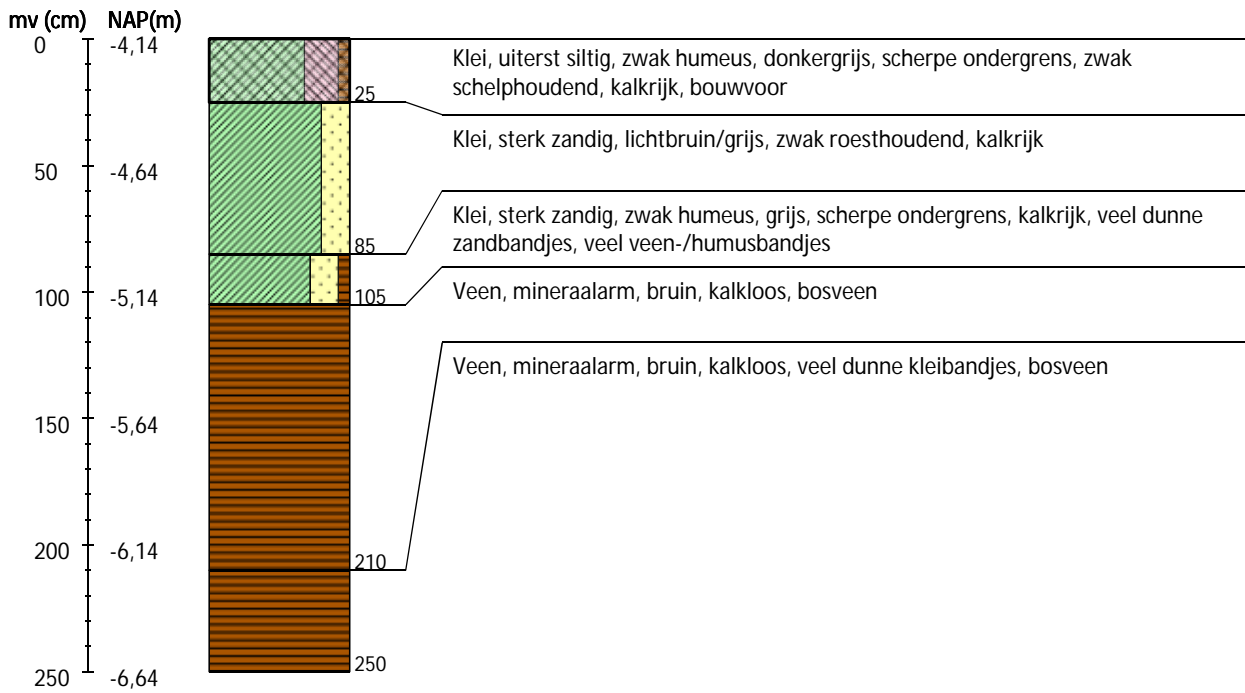 mv (cm) NAP(m)
0 -4,14
Klei, uiterst siltig, zwak humeus, donkergrijs, scherpe ondergrens, zwak
schelphoudend, kalkrijk, bouwvoor
25
Klei, sterk zandig, lichtbruin/grijs, zwak roesthoudend, kalkrijk
50 -4,64
Klei, sterk zandig, zwak humeus, grijs, scherpe ondergrens, kalkrijk, veel dunne
zandbandjes, veel veen-/humusbandjes
85
100 -5,14
105
Veen, mineraalarm, bruin, kalkloos, bosveen
Veen, mineraalarm, bruin, kalkloos, veel dunne kleibandjes, bosveen
150 -5,64
200 -6,14
210
250
250 -6,64